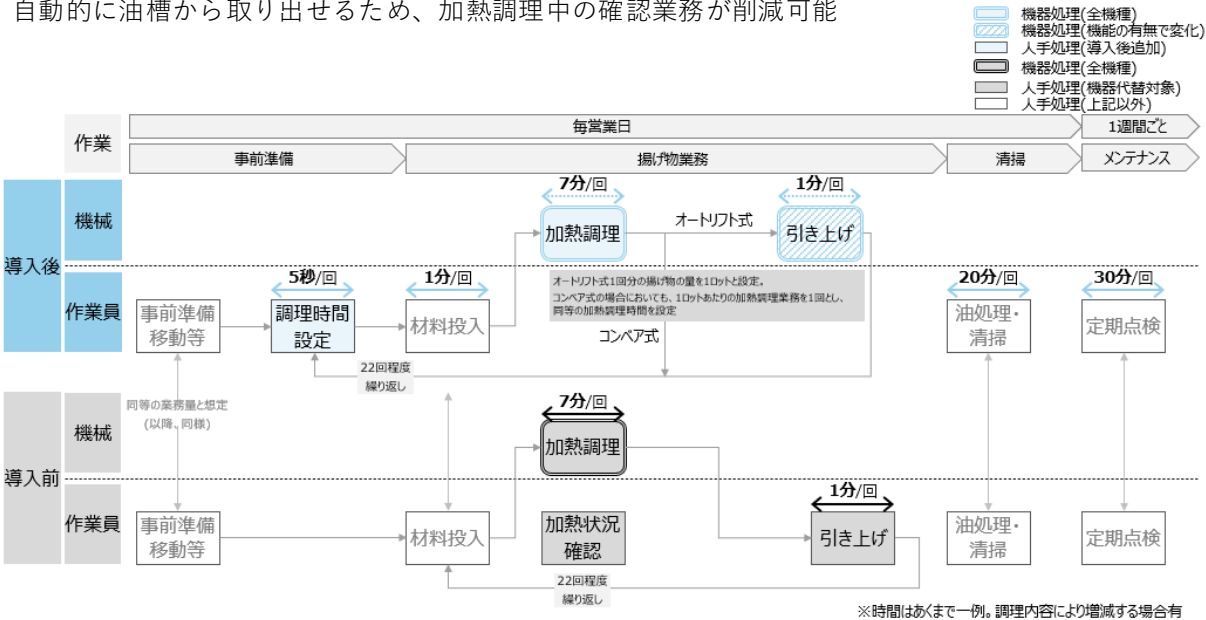 自動的に油槽から取り出せるため、加熱調理中の確認業務が削減可能
機器処理(全機種)
機器処理(機能の有無で変化)
人手処理(導入後追加)
機器処理(全機種)
人手処理(機器代替対象)
人手処理(上記以外)
作業
毎営業日
1週間ごと
事前準備
揚げ物業務
清掃
メンテナンス
導入後
機械
7分/回
加熱調理
オートリフト式
1分/回
引き上げ
作業員
事前準備
移動等
5秒/回
調理時間
設定
1分/回
材料投入
オートリフト式1回分の揚げ物の量を1ロットと設定。
コンベア式の場合においても、1ロットあたりの加熱調理業務を1回とし、
同等の加熱調理時間を設定
コンベア式
20分/回
油処理・
清掃
30分/回
定期点検
22回程度
繰り返し
同等の業務量と想定
(以降、同様)
導入前
機械
7分/回
加熱調理
作業員
事前準備
移動等
材料投入
加熱状況
確認
1分/回
引き上げ
油処理・
清掃
定期点検
22回程度
繰り返し
※時間はあくまで一例。調理内容により増減する場合有